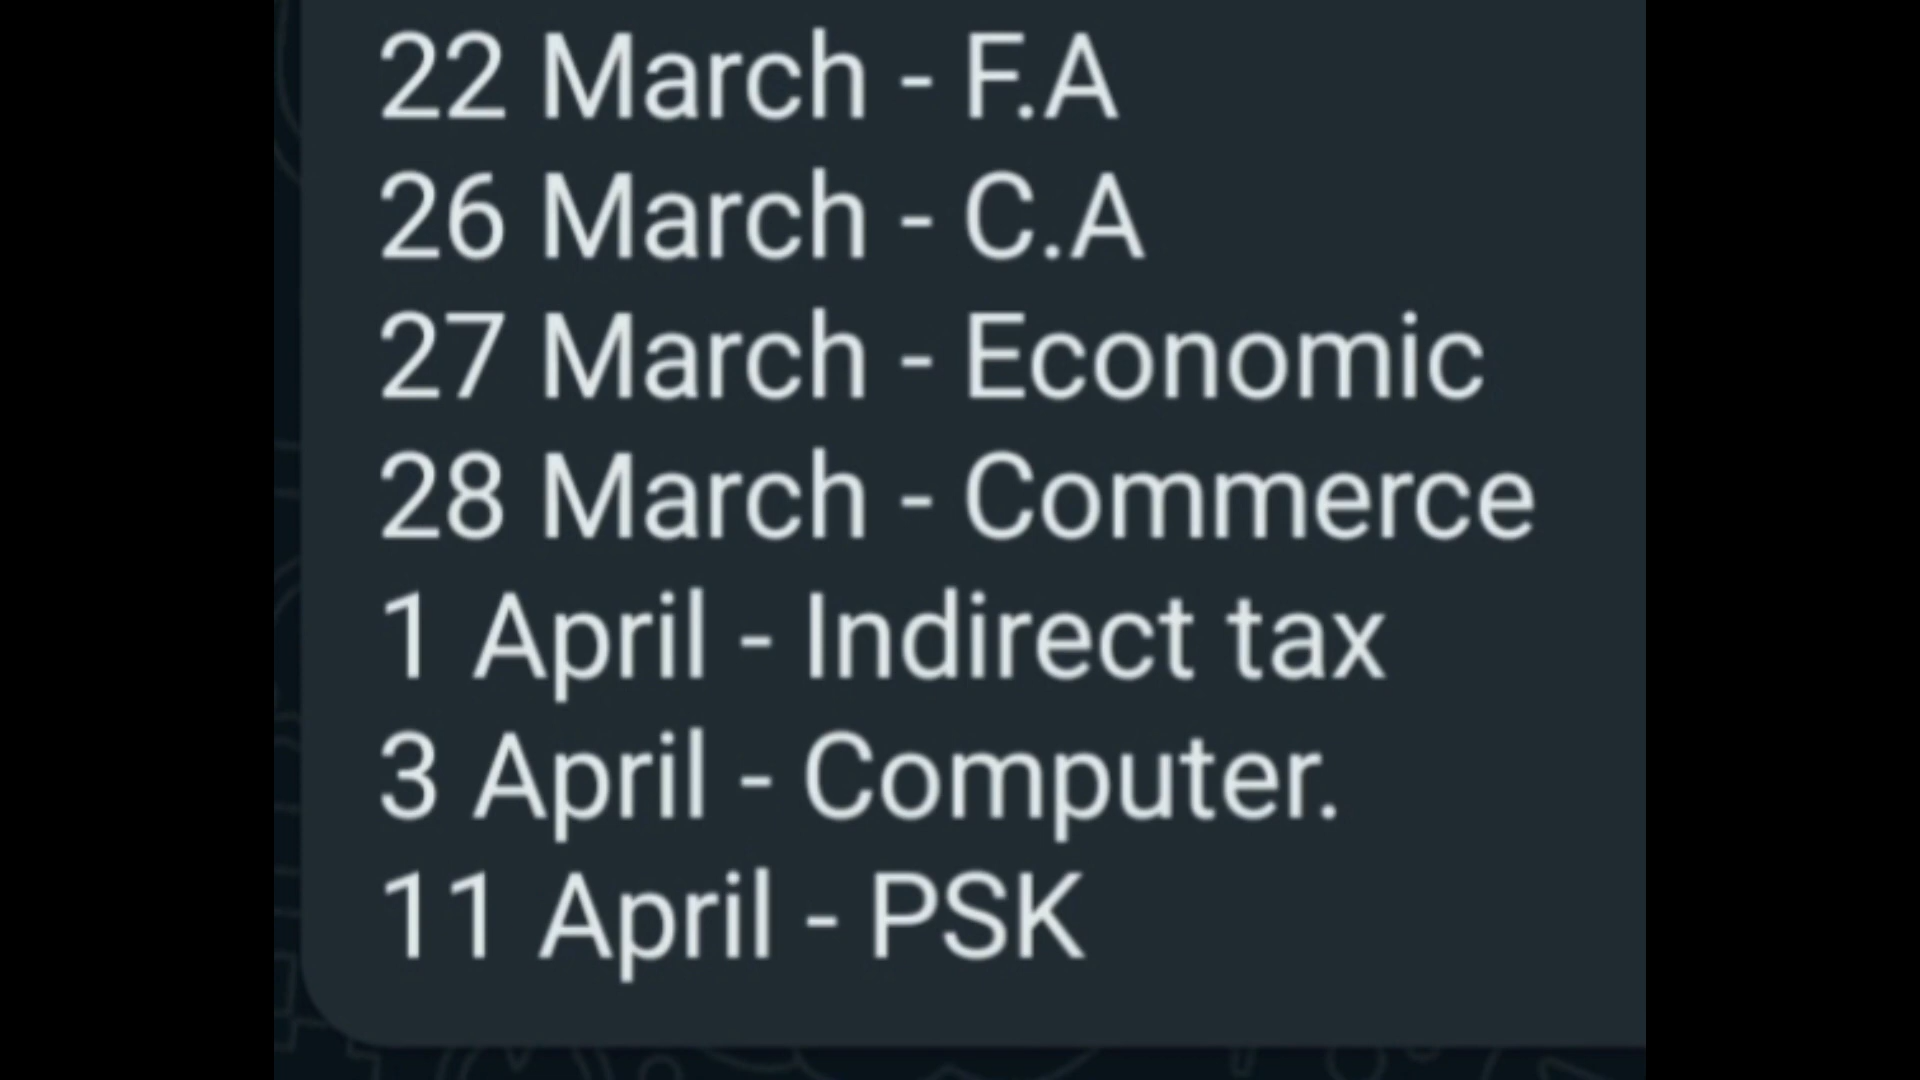 22 March - F.A
26 March - C.A
27 March - Economic
28 March - Commerce
1 April - Indirect tax
3 April - Computer.
11 April - PSK